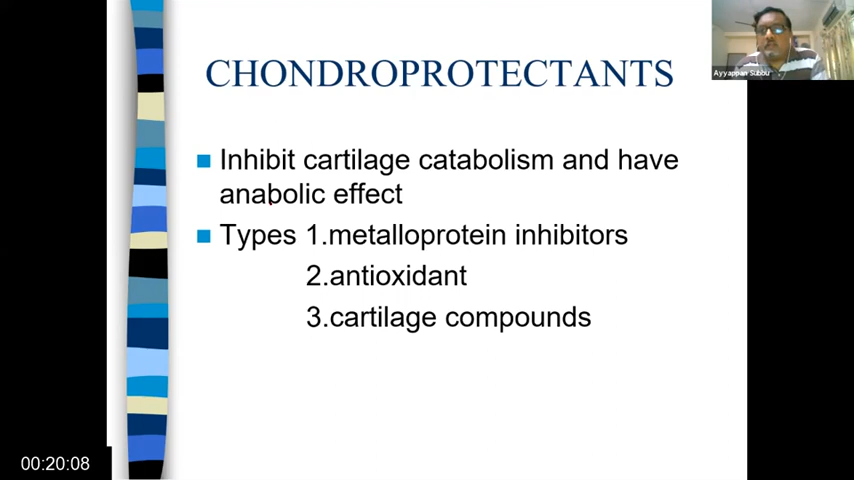 CHONDROPROTECTANTS
Ayyappan Subbu
Inhibit cartilage catabolism and have
anabolic effect
Types 1.metalloprotein inhibitors
2.antioxidant
3.cartilage compounds
00:20:08